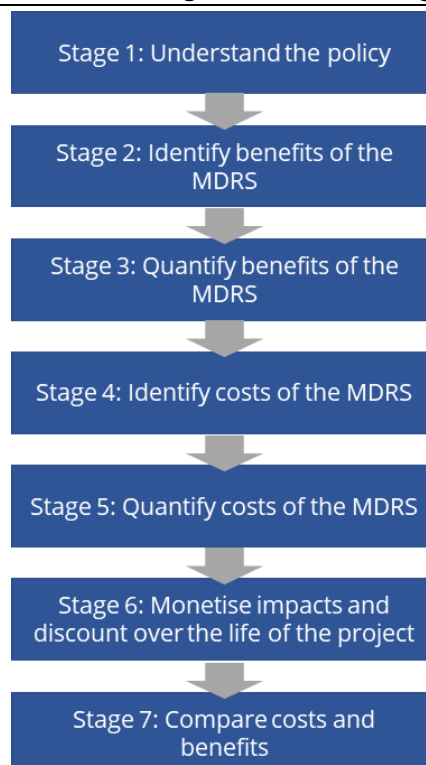 Stage 1: Understand the policy
Stage 2: Identify benefits of the
MDRS
Stage 3: Quantify benefits of the
MDRS
Stage 4: Identify costs of the MDRS
Stage 5: Quantify costs of the MDRS
Stage 6: Monetise impacts and
discount over the life of the project
Stage 7: Compare costs and
benefits